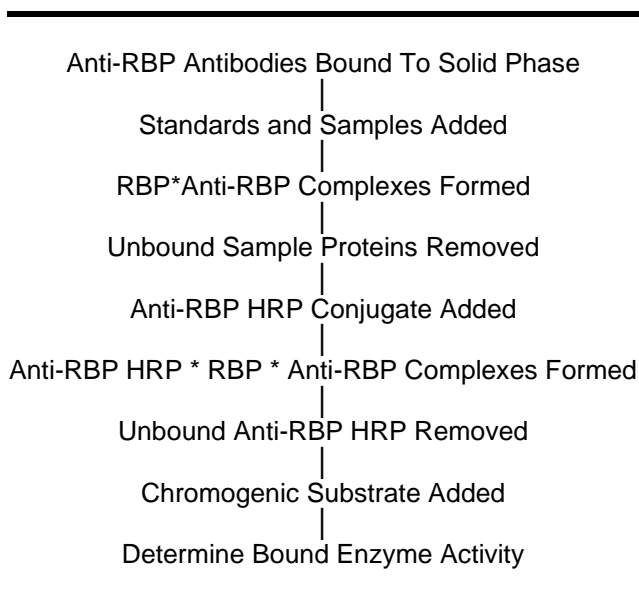 Anti-RBP Antibodies Bound To Solid Phase
Standards and Samples Added
RBP*Anti-RBP Complexes Formed
Unbound Sample Proteins Removed
Anti-RBP HRP Conjugate Added
Anti-RBP HRP * RBP * Anti-RBP Complexes Formed
Unbound Anti-RBP HRP Removed
Chromogenic Substrate Added
Determine Bound Enzyme Activity